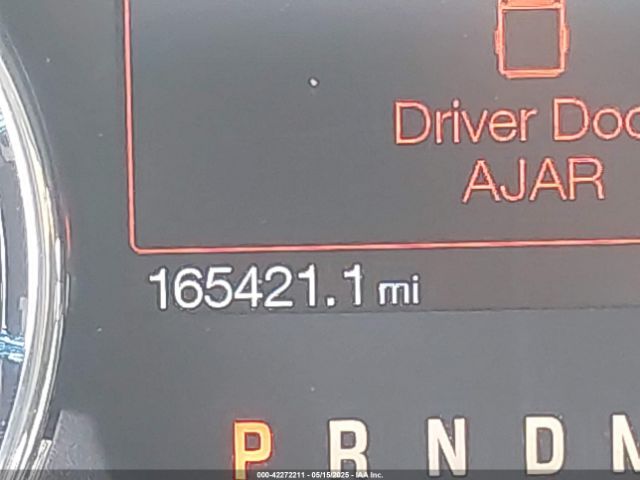 Driver Doo
AJAR
165421.1 mi
P R N D M
000-42272211 - 05/15/2025 - IAA Inc.